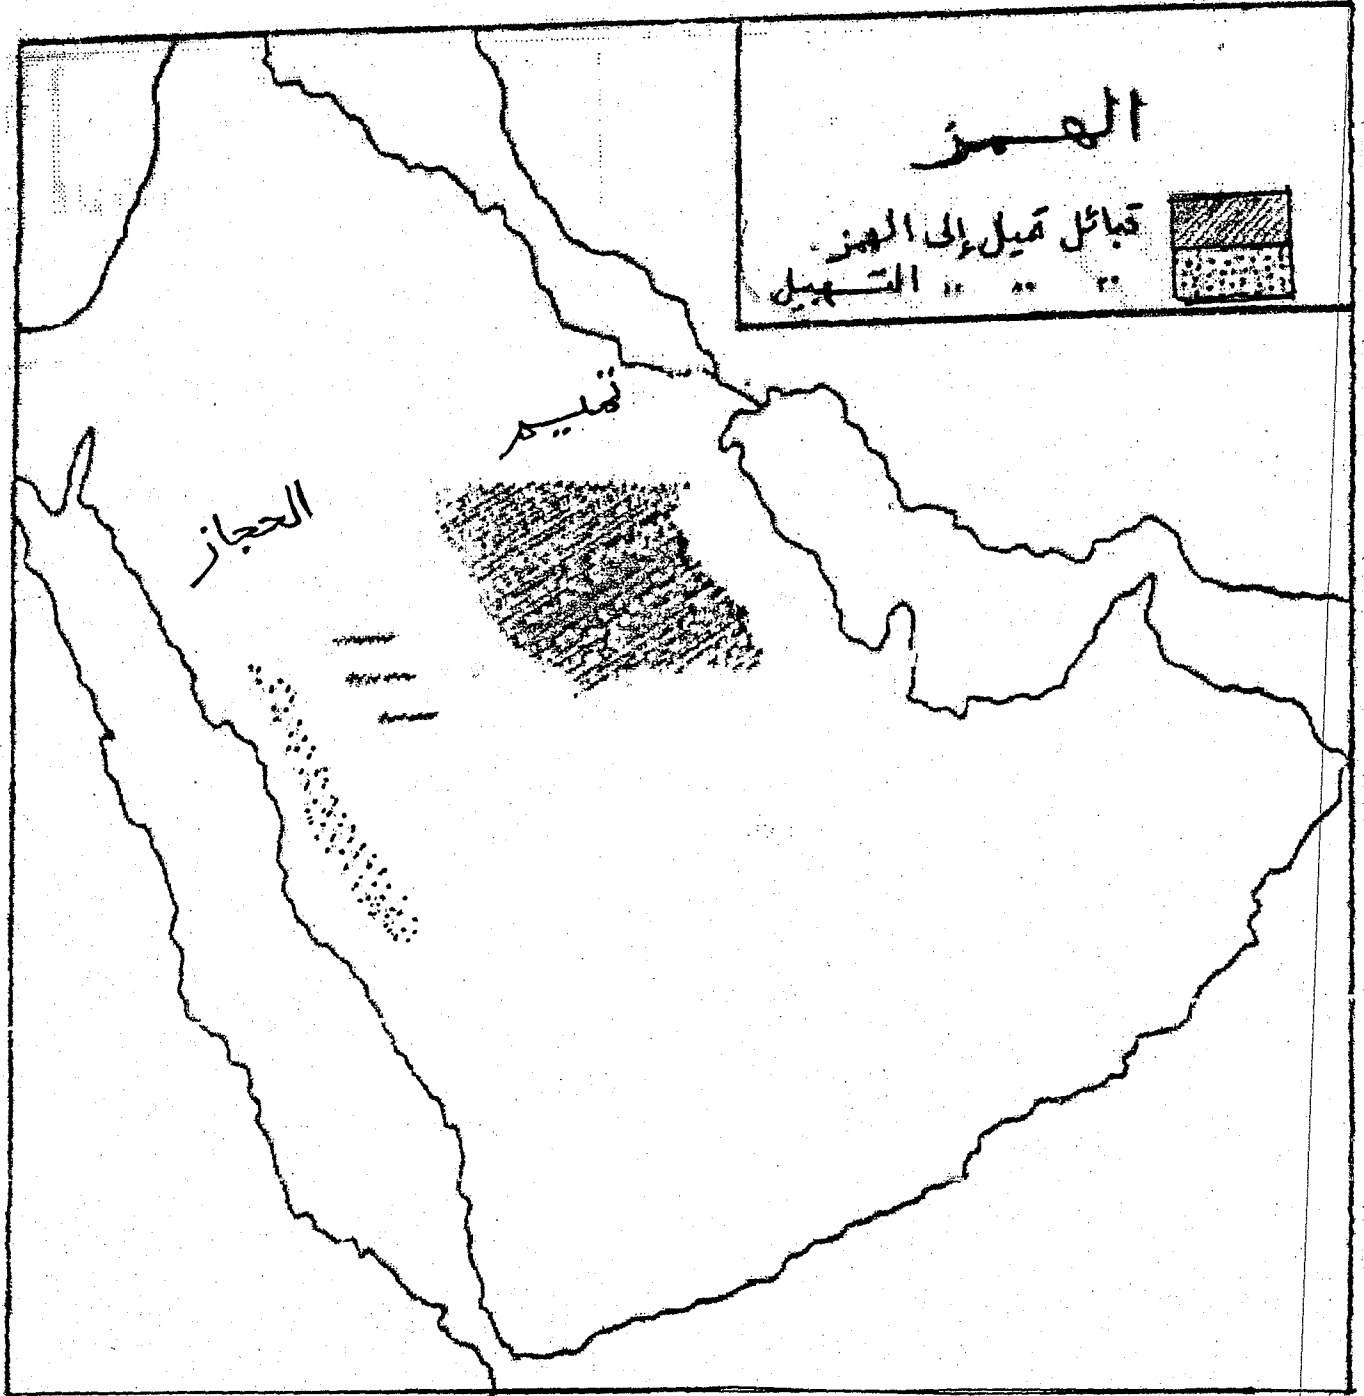 الهمز
قبائل تميل إلى الهمز
" " " التسهيل
تميم
الحجاز